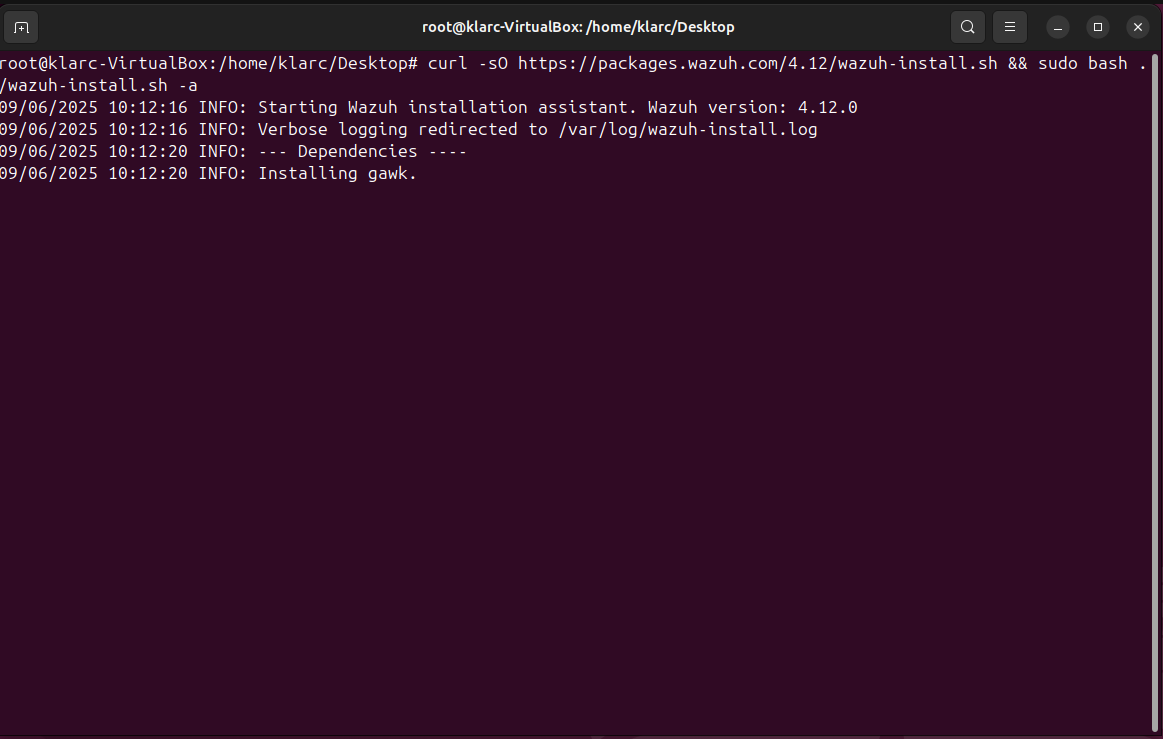 root@klarc-VirtualBox: /home/klarc/Desktop
root@klarc-VirtualBox:/home/klarc/Desktop# curl -sO https://packages.wazuh.com/4.12/wazuh-install.sh && sudo bash .
/wazuh-install.sh -a
09/06/2025 10:12:16 INFO: Starting Wazuh installation assistant. Wazuh version: 4.12.0
09/06/2025 10:12:16 INFO: Verbose logging redirected to /var/log/wazuh-install.log
09/06/2025 10:12:20 INFO: --- Dependencies ----
09/06/2025 10:12:20 INFO: Installing gawk.